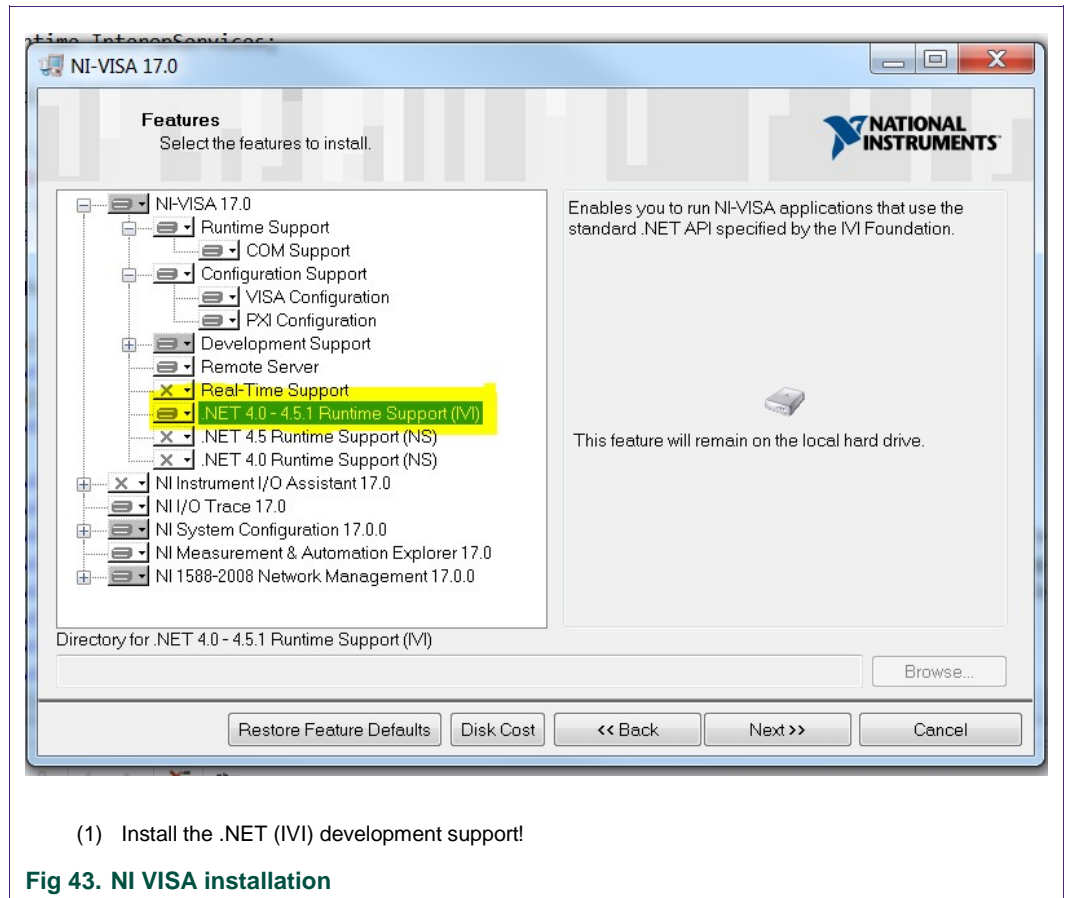 ntime InteropServices;
NI-VISA 17.0
Features
Select the features to install.
NATIONAL
INSTRUMENTS
NI-VISA 17.0
Runtime Support
COM Support
Configuration Support
VISA Configuration
PXI Configuration
Development Support
Remote Server
Real-Time Support
.NET 4.0 - 4.5.1 Runtime Support (IVI)
.NET 4.5 Runtime Support (NS)
.NET 4.0 Runtime Support (NS)
NI Instrument I/O Assistant 17.0
NI I/O Trace 17.0
NI System Configuration 17.0.0
NI Measurement & Automation Explorer 17.0
NI 1588-2008 Network Management 17.0.0
Enables you to run NI-VISA applications that use the
standard .NET API specified by the IVI Foundation.
This feature will remain on the local hard drive.
Directory for .NET 4.0 - 4.5.1 Runtime Support (IVI)
Browse...
Restore Feature Defaults Disk Cost << Back Next >> Cancel
(1) Install the .NET (IVI) development support!
Fig 43. NI VISA installation